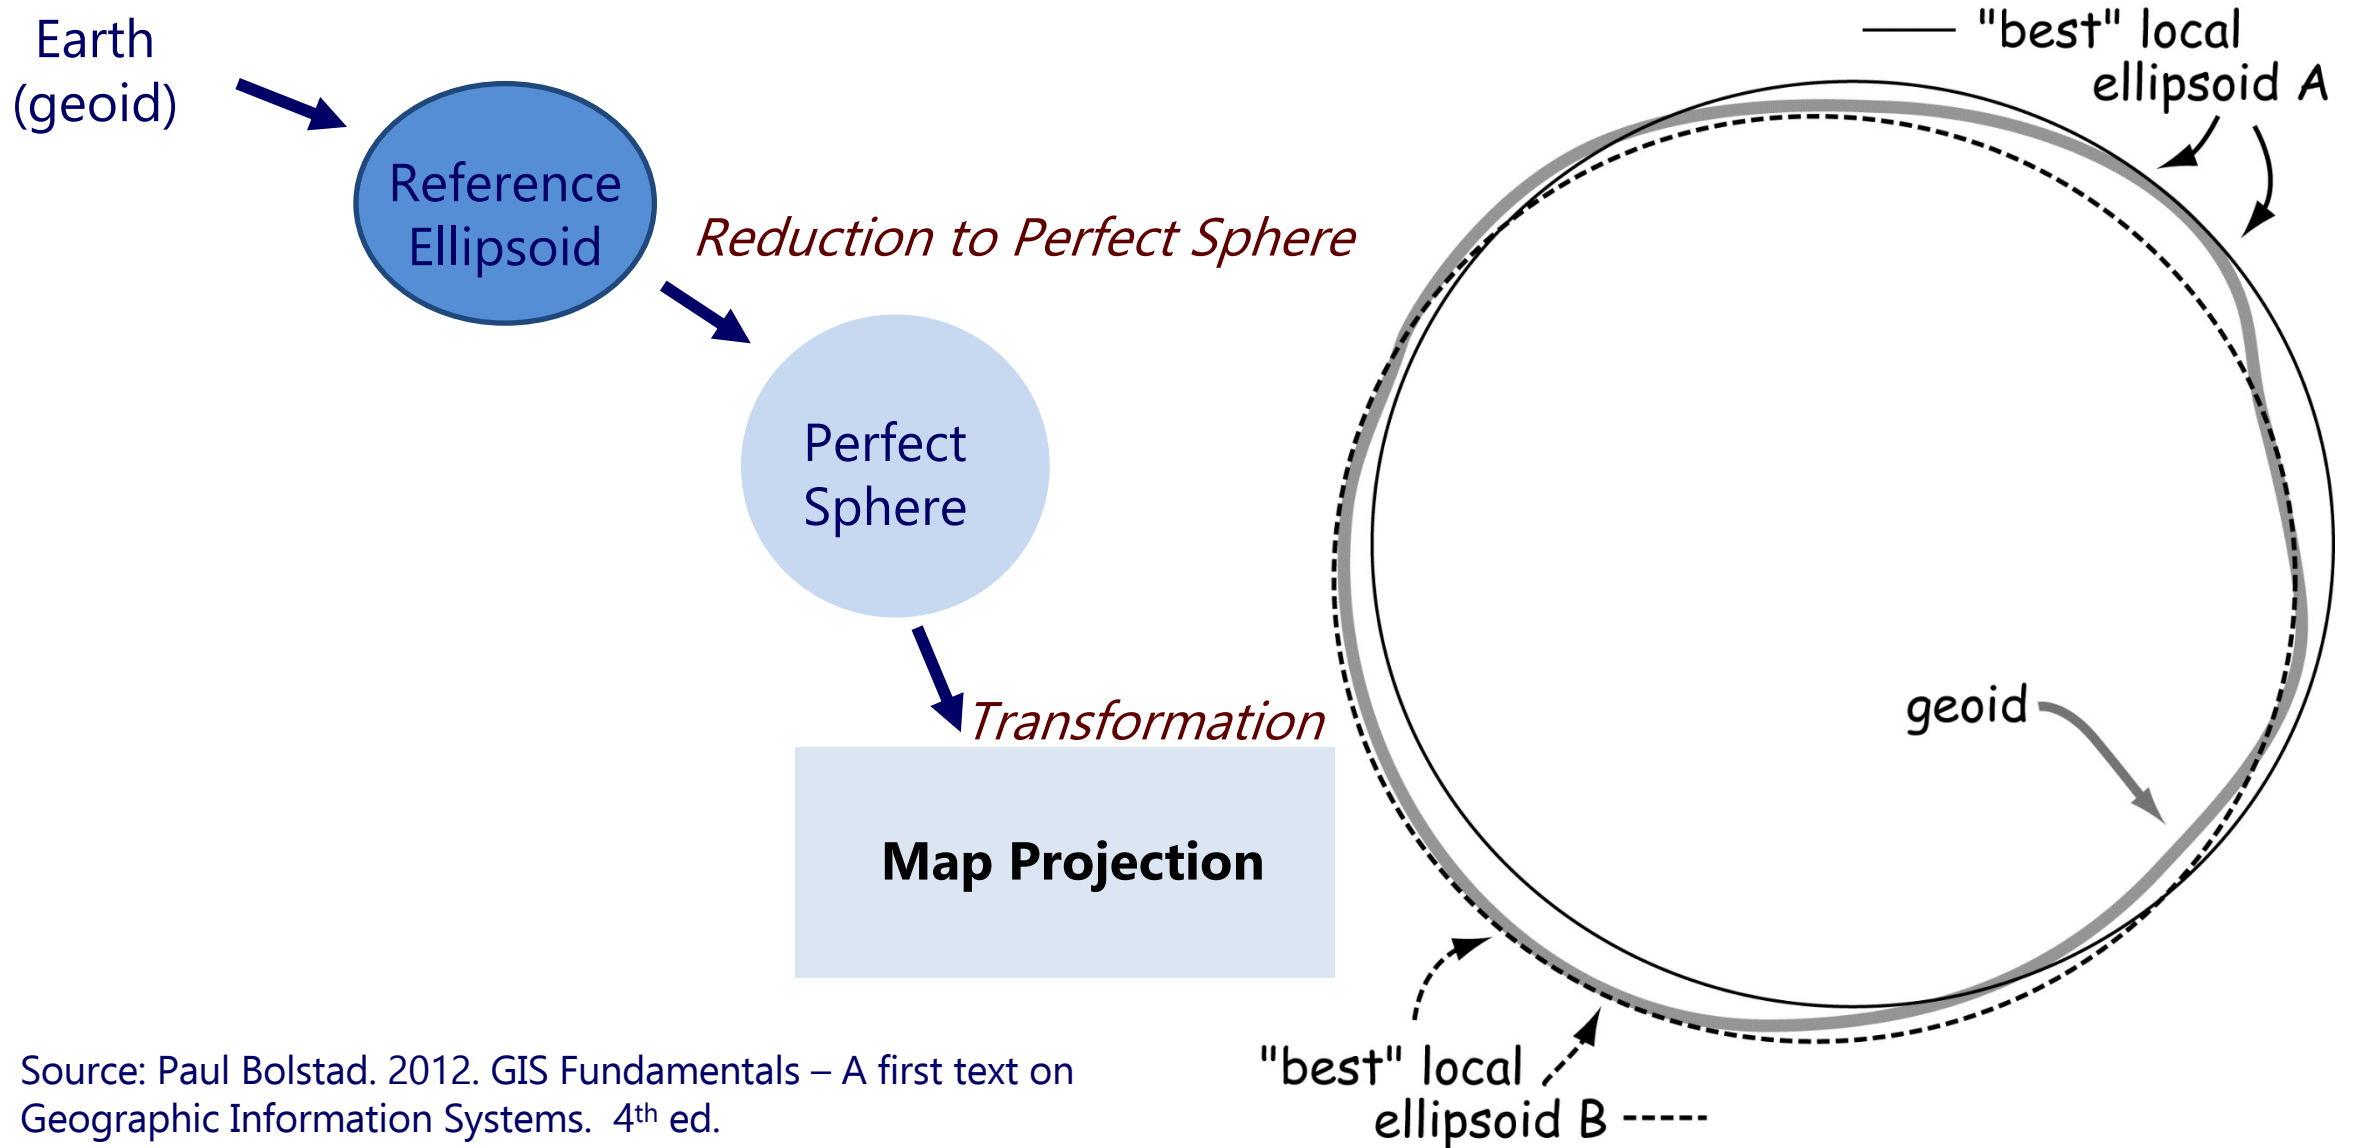 Earth
(geoid)
Reference
Ellipsoid
Reduction to Perfect Sphere
Perfect
Sphere
Transformation
Map Projection
Source: Paul Bolstad. 2012. GIS Fundamentals – A first text on
Geographic Information Systems. 4th ed.
"best" local
ellipsoid A
geoid
"best" local
ellipsoid B